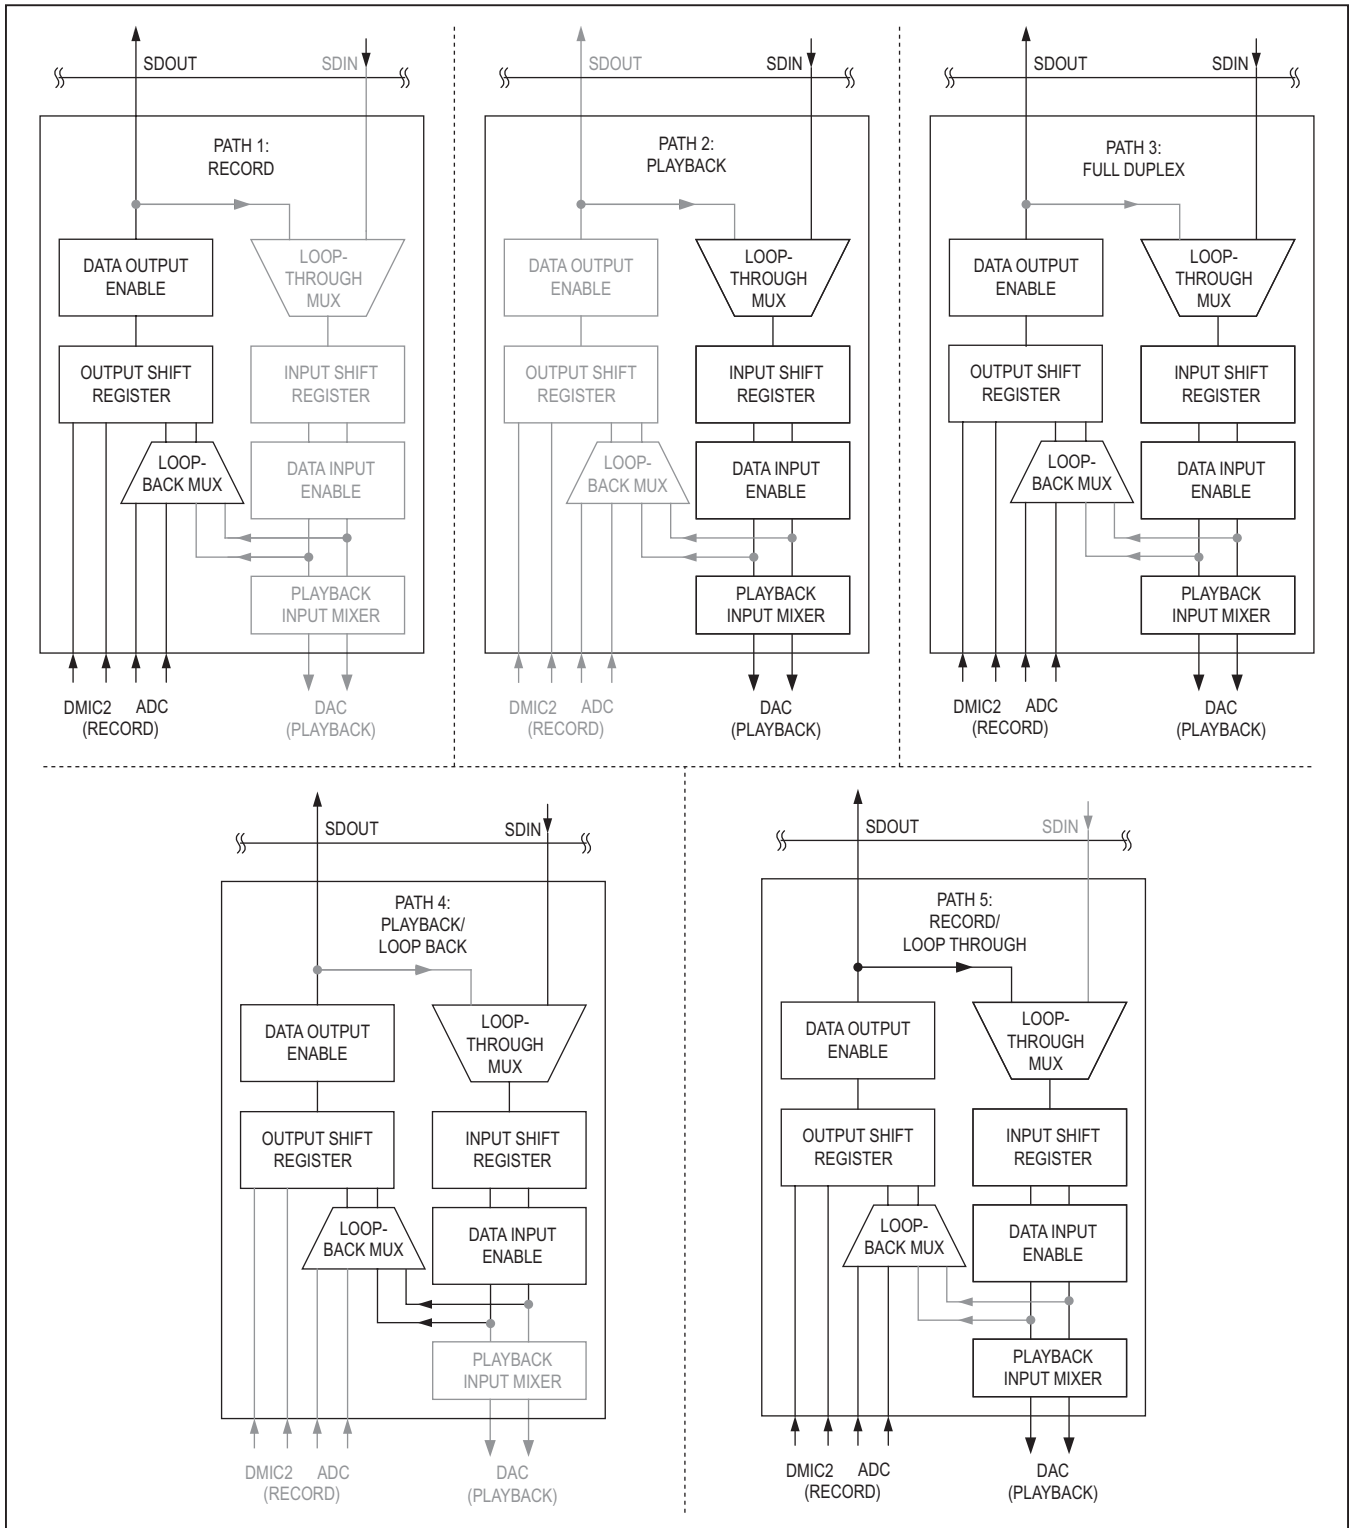 SDOUT
SDIN
PATH 1:
RECORD
DATA OUTPUT
ENABLE
LOOP-
THROUGH
MUX
OUTPUT SHIFT
REGISTER
INPUT SHIFT
REGISTER
LOOP-
BACK MUX
DATA INPUT
ENABLE
PLAYBACK
INPUT MIXER
DMIC2
ADC
(RECORD)
DAC
(PLAYBACK)
SDOUT
SDIN
PATH 2:
PLAYBACK
DATA OUTPUT
ENABLE
LOOP-
THROUGH
MUX
OUTPUT SHIFT
REGISTER
INPUT SHIFT
REGISTER
LOOP-
BACK MUX
DATA INPUT
ENABLE
PLAYBACK
INPUT MIXER
DMIC2
ADC
(RECORD)
DAC
(PLAYBACK)
SDOUT
SDIN
PATH 3:
FULL DUPLEX
DATA OUTPUT
ENABLE
LOOP-
THROUGH
MUX
OUTPUT SHIFT
REGISTER
INPUT SHIFT
REGISTER
LOOP-
BACK MUX
DATA INPUT
ENABLE
PLAYBACK
INPUT MIXER
DMIC2
ADC
(RECORD)
DAC
(PLAYBACK)
SDOUT
SDIN
PATH 4:
PLAYBACK/
LOOP BACK
DATA OUTPUT
ENABLE
LOOP-
THROUGH
MUX
OUTPUT SHIFT
REGISTER
INPUT SHIFT
REGISTER
LOOP-
BACK MUX
DATA INPUT
ENABLE
PLAYBACK
INPUT MIXER
DMIC2
ADC
(RECORD)
DAC
(PLAYBACK)
SDOUT
SDIN
PATH 5:
RECORD/
LOOP THROUGH
DATA OUTPUT
ENABLE
LOOP-
THROUGH
MUX
OUTPUT SHIFT
REGISTER
INPUT SHIFT
REGISTER
LOOP-
BACK MUX
DATA INPUT
ENABLE
PLAYBACK
INPUT MIXER
DMIC2
ADC
(RECORD)
DAC
(PLAYBACK)